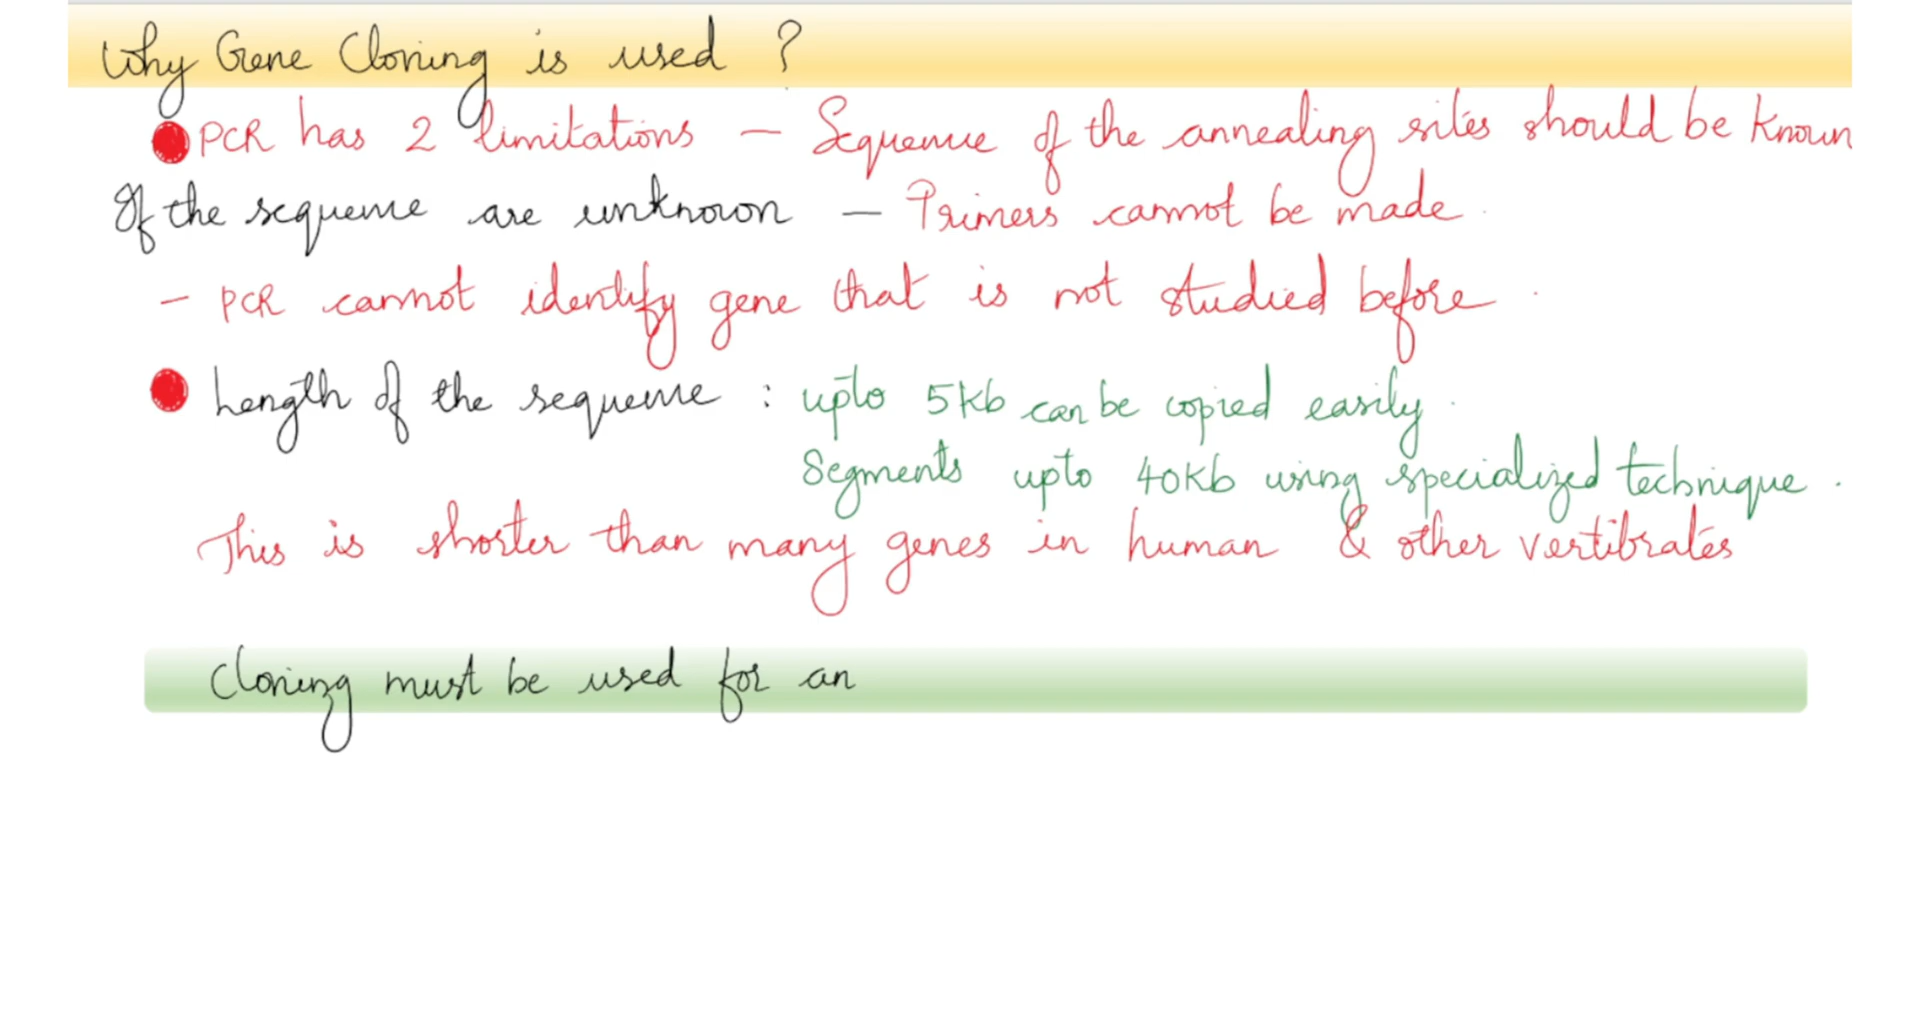 Why Gene Cloning is used ?
PCR has 2 limitations – Sequence of the annealing sites should be known
If the sequence are unknown – Primers cannot be made
– PCR cannot identify gene that is not studied before
Length of the sequence : upto 5Kb can be copied easily
Segments upto 40Kb using specialized technique.
This is shorter than many genes in human & other vertibrates
Cloning must be used for an